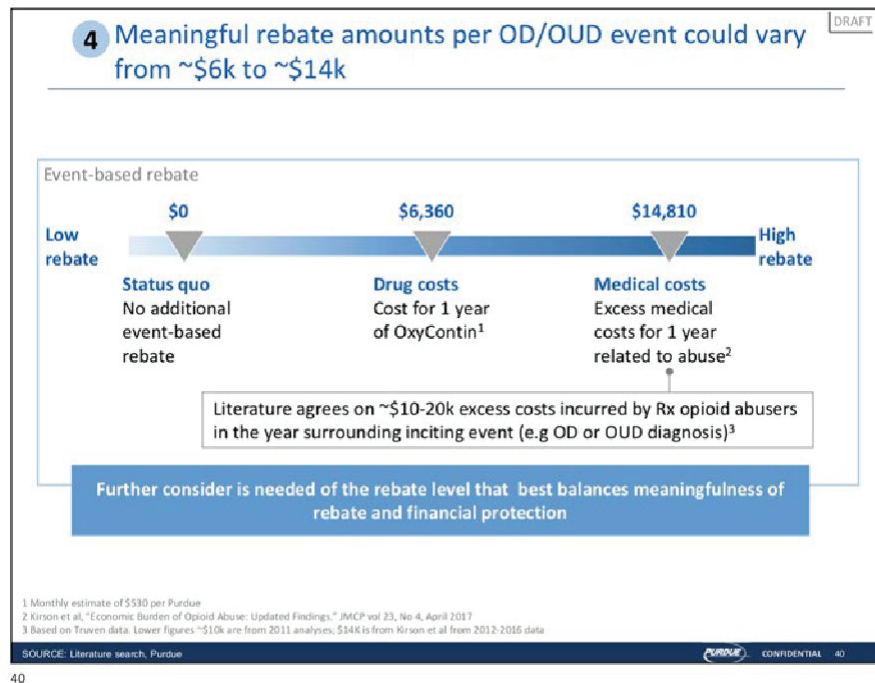 DRAFT
4 Meaningful rebate amounts per OD/OUD event could vary
from ~$6k to ~$14k
Event-based rebate
$0
$6,360
$14,810
Low
rebate
High
rebate
Status quo
No additional
event-based
rebate
Drug costs
Cost for 1 year
of OxyContin1
Medical costs
Excess medical
costs for 1 year
related to abuse2
Literature agrees on ~$10-20k excess costs incurred by Rx opioid abusers
in the year surrounding inciting event (e.g OD or OUD diagnosis)3
Further consider is needed of the rebate level that best balances meaningfulness of
rebate and financial protection
1 Monthly estimate of $530 per Purdue
2 Kirson et al, "Economic Burden of Opioid Abuse: Updated Findings," JMCP vol 23, No 4, April 2017
3 Based on Truven data. Lower figures ~$10k are from 2011 analyses; $14K is from Kirson et al from 2012-2016 data
SOURCE: Literature search, Purdue
PURDUE
CONFIDENTIAL 40
40